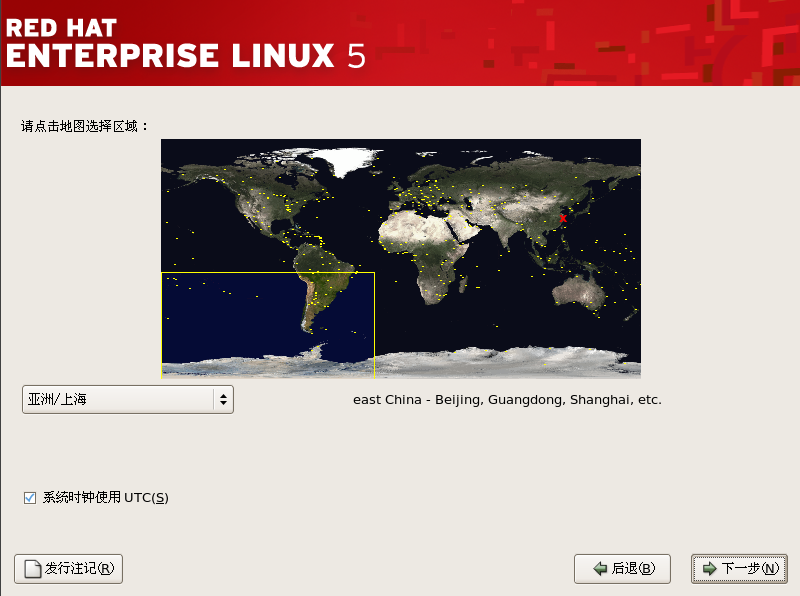 RED HAT
ENTERPRISE LINUX 5
请点击地图选择区域：
亚洲/上海
east China - Beijing, Guangdong, Shanghai, etc.
系统时钟使用 UTC(S)
发行注记(R)
后退(B)
下一步(N)